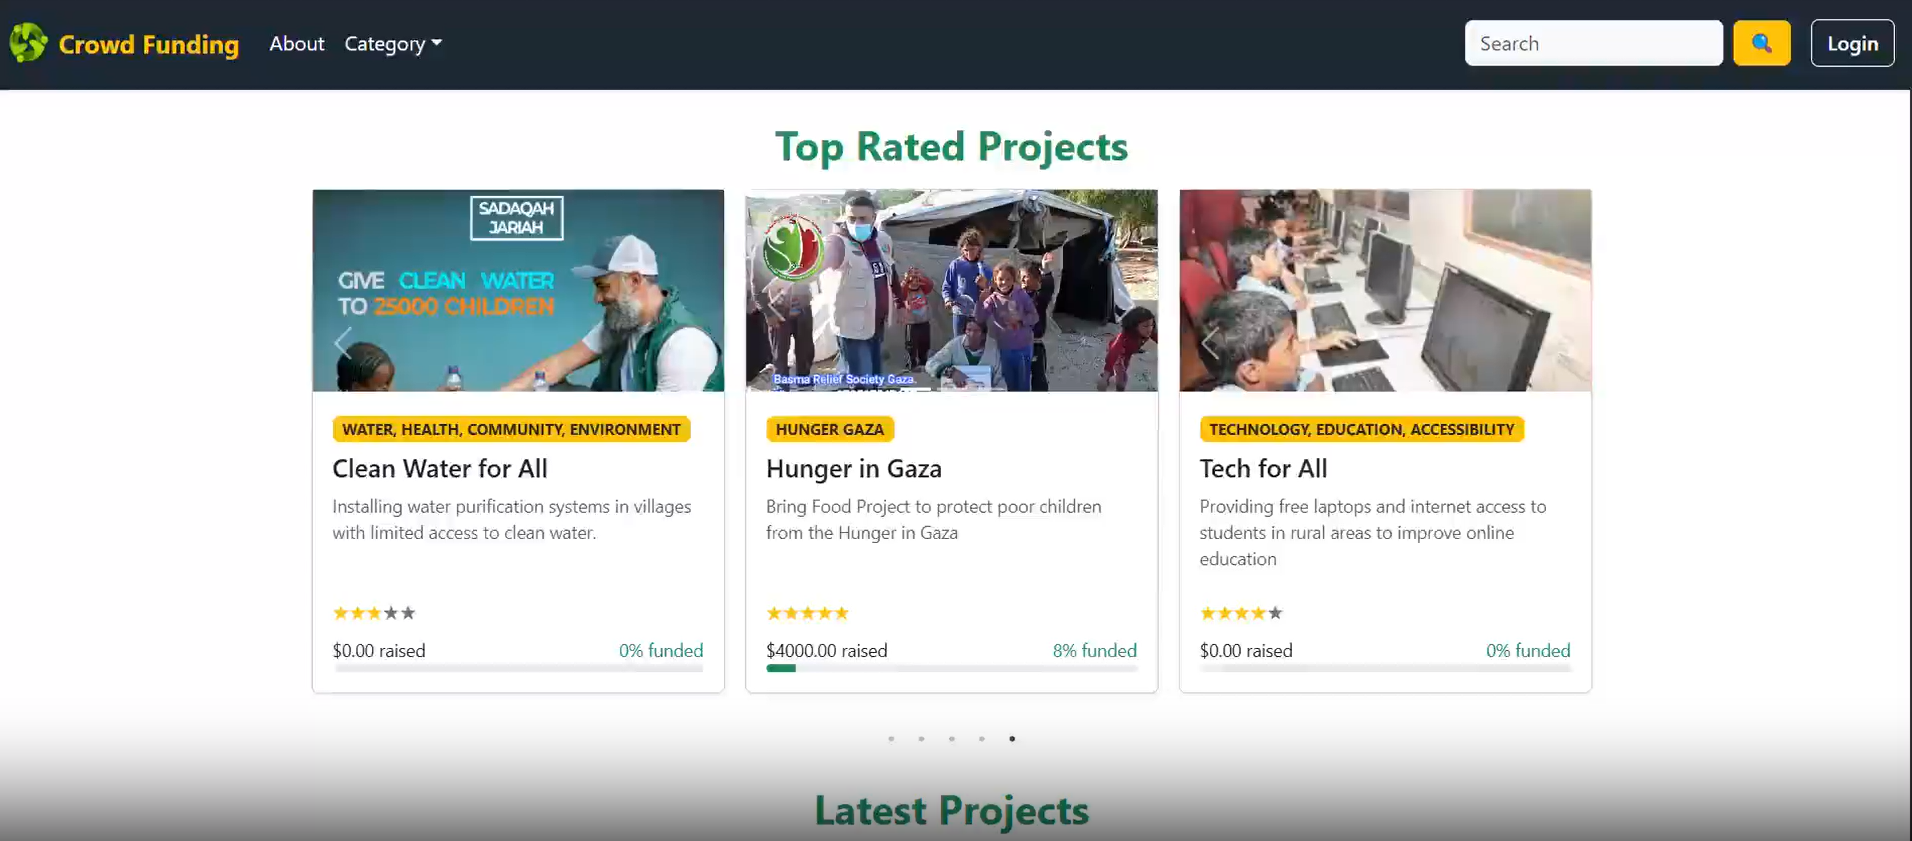 Crowd Funding
About
Category
Search
Login
Top Rated Projects
SADAQAH
JARIAH
GIVE CLEAN WATER
TO 25000 CHILDREN
WATER, HEALTH, COMMUNITY, ENVIRONMENT
Clean Water for All
Installing water purification systems in villages
with limited access to clean water.
★★★★★
$0.00 raised
0% funded
Basma Relief Society Gaza.
HUNGER GAZA
Hunger in Gaza
Bring Food Project to protect poor children
from the Hunger in Gaza
★★★★★
$4000.00 raised
8% funded
TECHNOLOGY, EDUCATION, ACCESSIBILITY
Tech for All
Providing free laptops and internet access to
students in rural areas to improve online
education
★★★★★
$0.00 raised
0% funded
Latest Projects